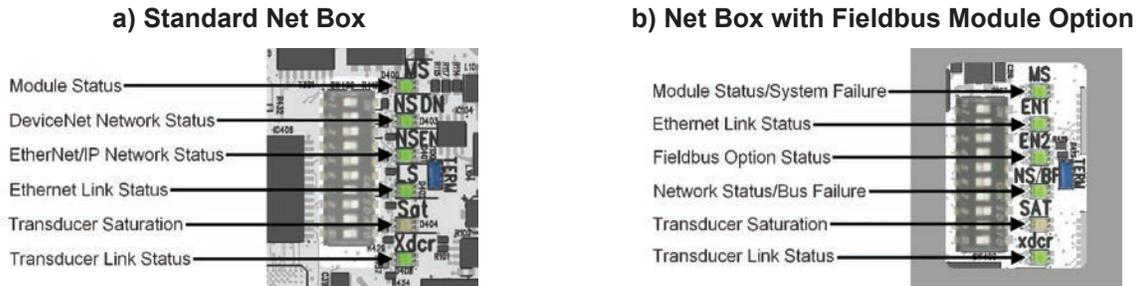 a) Standard Net Box
Module Status
DeviceNet Network Status
EtherNet/IP Network Status
Ethernet Link Status
Transducer Saturation
Transducer Link Status
MS
NS DN
NSEN
LS
Sat
Xdcr
TERM
D404
b) Net Box with Fieldbus Module Option
Module Status/System Failure
Ethernet Link Status
Fieldbus Option Status
Network Status/Bus Failure
Transducer Saturation
Transducer Link Status
MS
EN1
EN2
NS/BF
SAT
xdcr
TERM